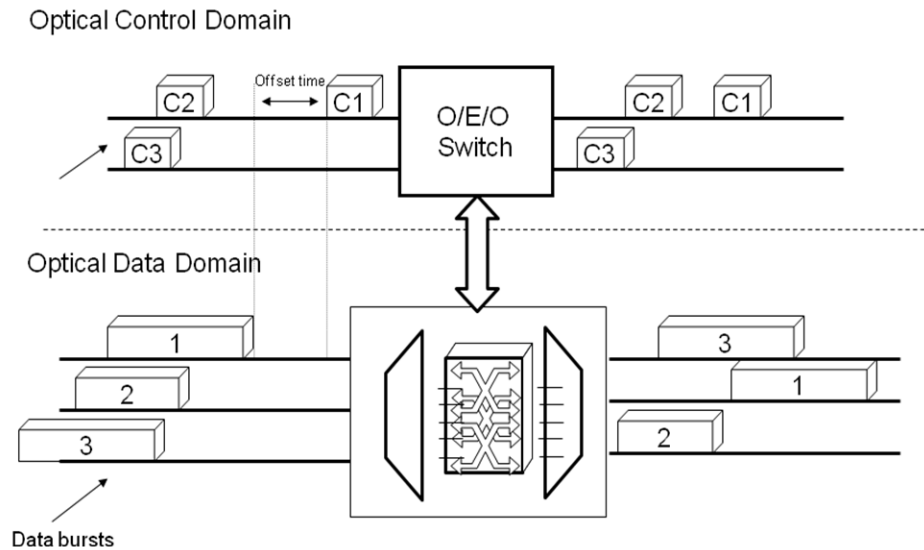 Optical Control Domain
Offset time
C2
C1
C3
O/E/O
Switch
C2
C1
C3
Optical Data Domain
1
2
3
3
1
2
Data bursts